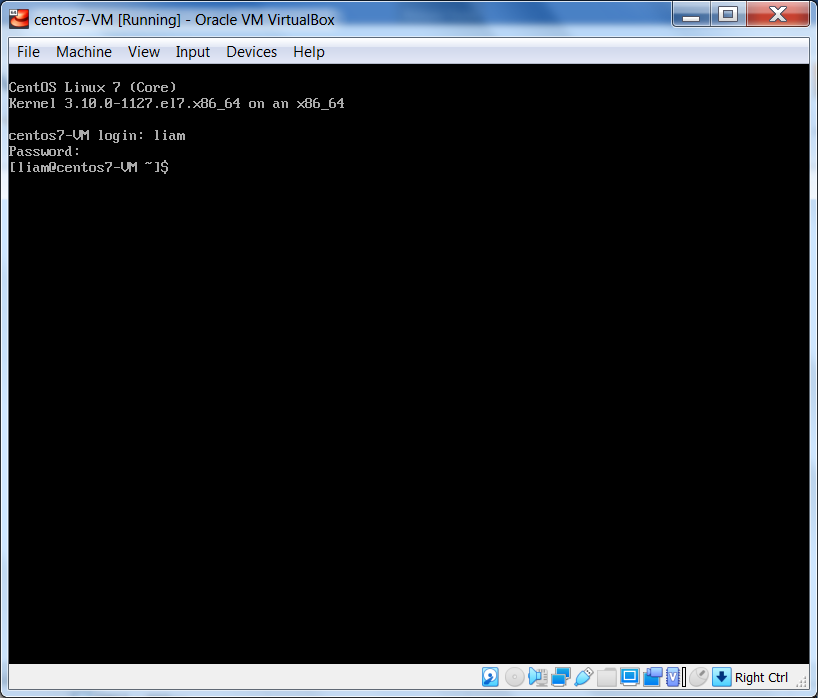 centos7-VM [Running] - Oracle VM VirtualBox
File Machine View Input Devices Help
CentOS Linux 7 (Core)
Kernel 3.10.0-1127.el7.x86_64 on an x86_64
centos7-VM login: liam
Password:
[liam@centos7-VM ~]$
Right Ctrl